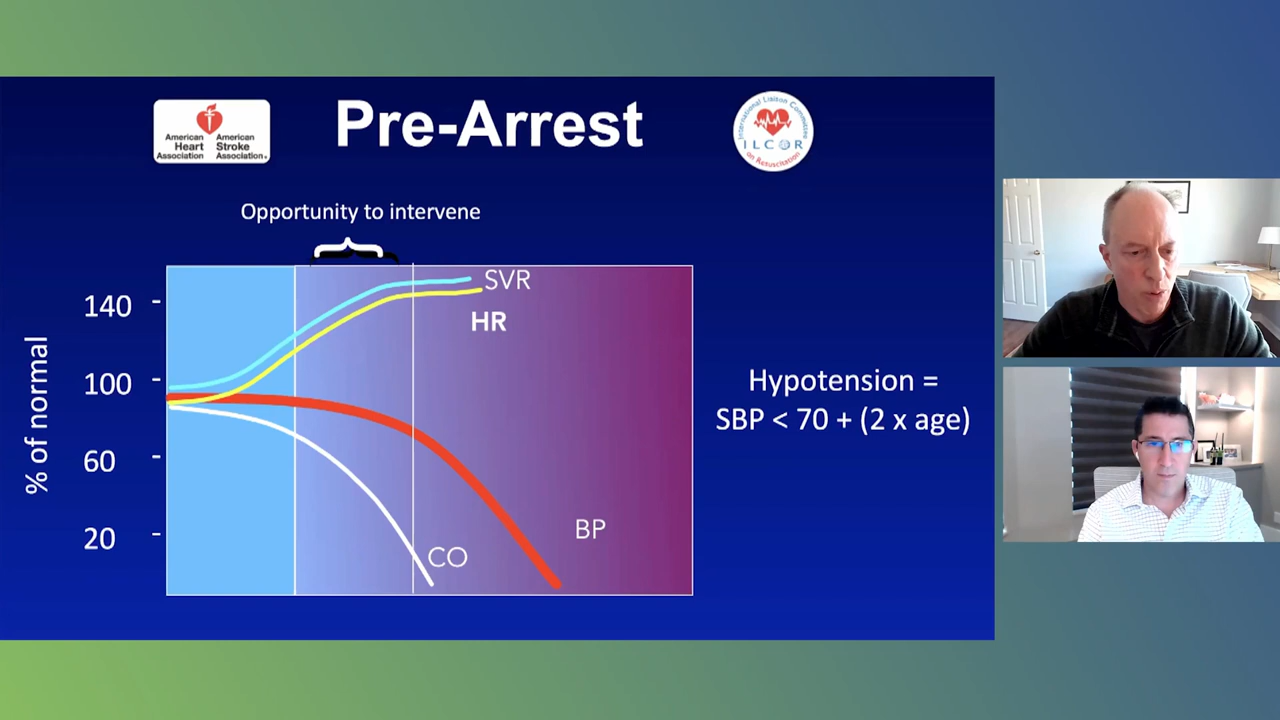 American
Heart
Association
American
Stroke
Association®
Pre-Arrest
International Liaison Committee
ILCOR
on Resuscitation
Opportunity to intervene
140
100
60
20
% of normal
SVR
HR
BP
CO
Hypotension =
SBP < 70 + (2 x age)